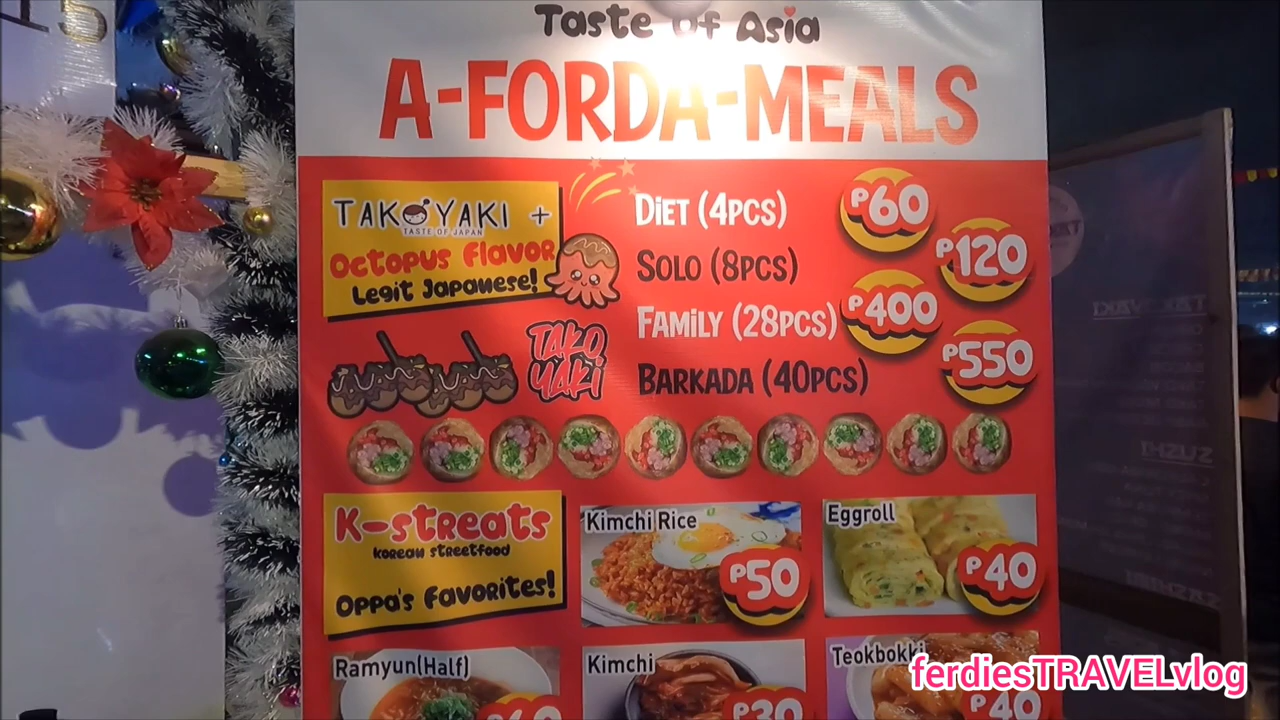 Taste of Asia
A-FORDA-MEALS
TAKOYAKI +
TASTE OF JAPAN
Octopus Flavor
Legit Japanese!
DiET (4PCS) ₱60
SOLO (8PCS) ₱120
FAMiLY (28PCS) ₱400
BARKADA (40PCS) ₱550
TAKO
YAKI
K-STREATS
KOREAN STREETFOOD
OPPA'S FAVORITES!
Kimchi Rice ₱50
Eggroll ₱40
Ramyun(Half) ₱60
Kimchi ₱30
Teokbokki ₱40
ferdiesTRAVELvlog